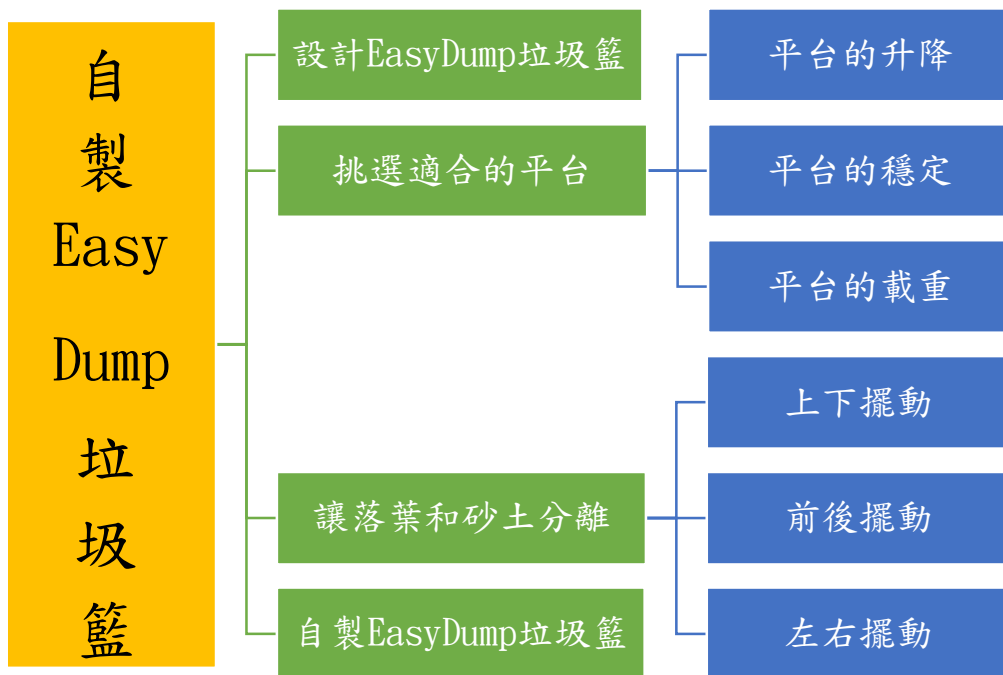 自
製
Easy
Dump
垃
圾
籃
設計EasyDump垃圾籃
挑選適合的平台
平台的升降
平台的穩定
平台的載重
讓落葉和砂土分離
上下擺動
前後擺動
左右擺動
自製EasyDump垃圾籃